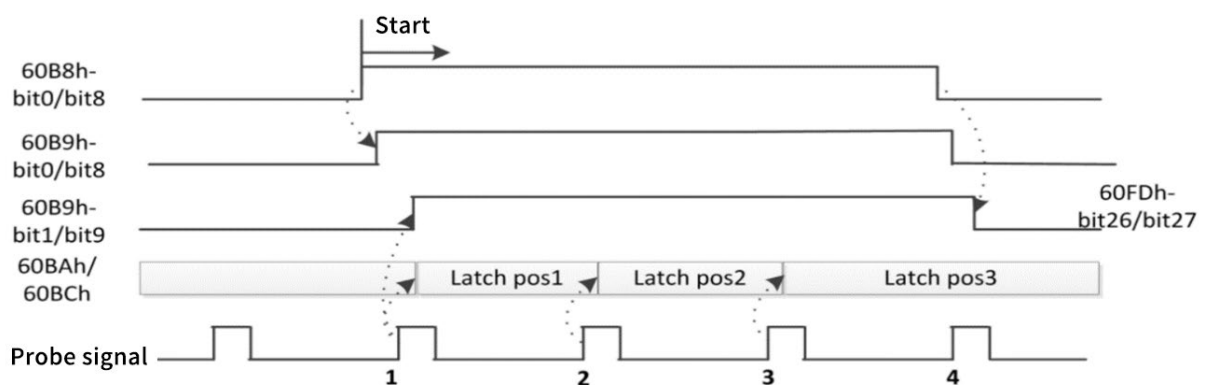 Start
60B8h-
bit0/bit8
60B9h-
bit0/bit8
60B9h-
bit1/bit9
60FDh-
bit26/bit27
60BAh/
60BCh
Latch pos1
Latch pos2
Latch pos3
Probe signal
1
2
3
4